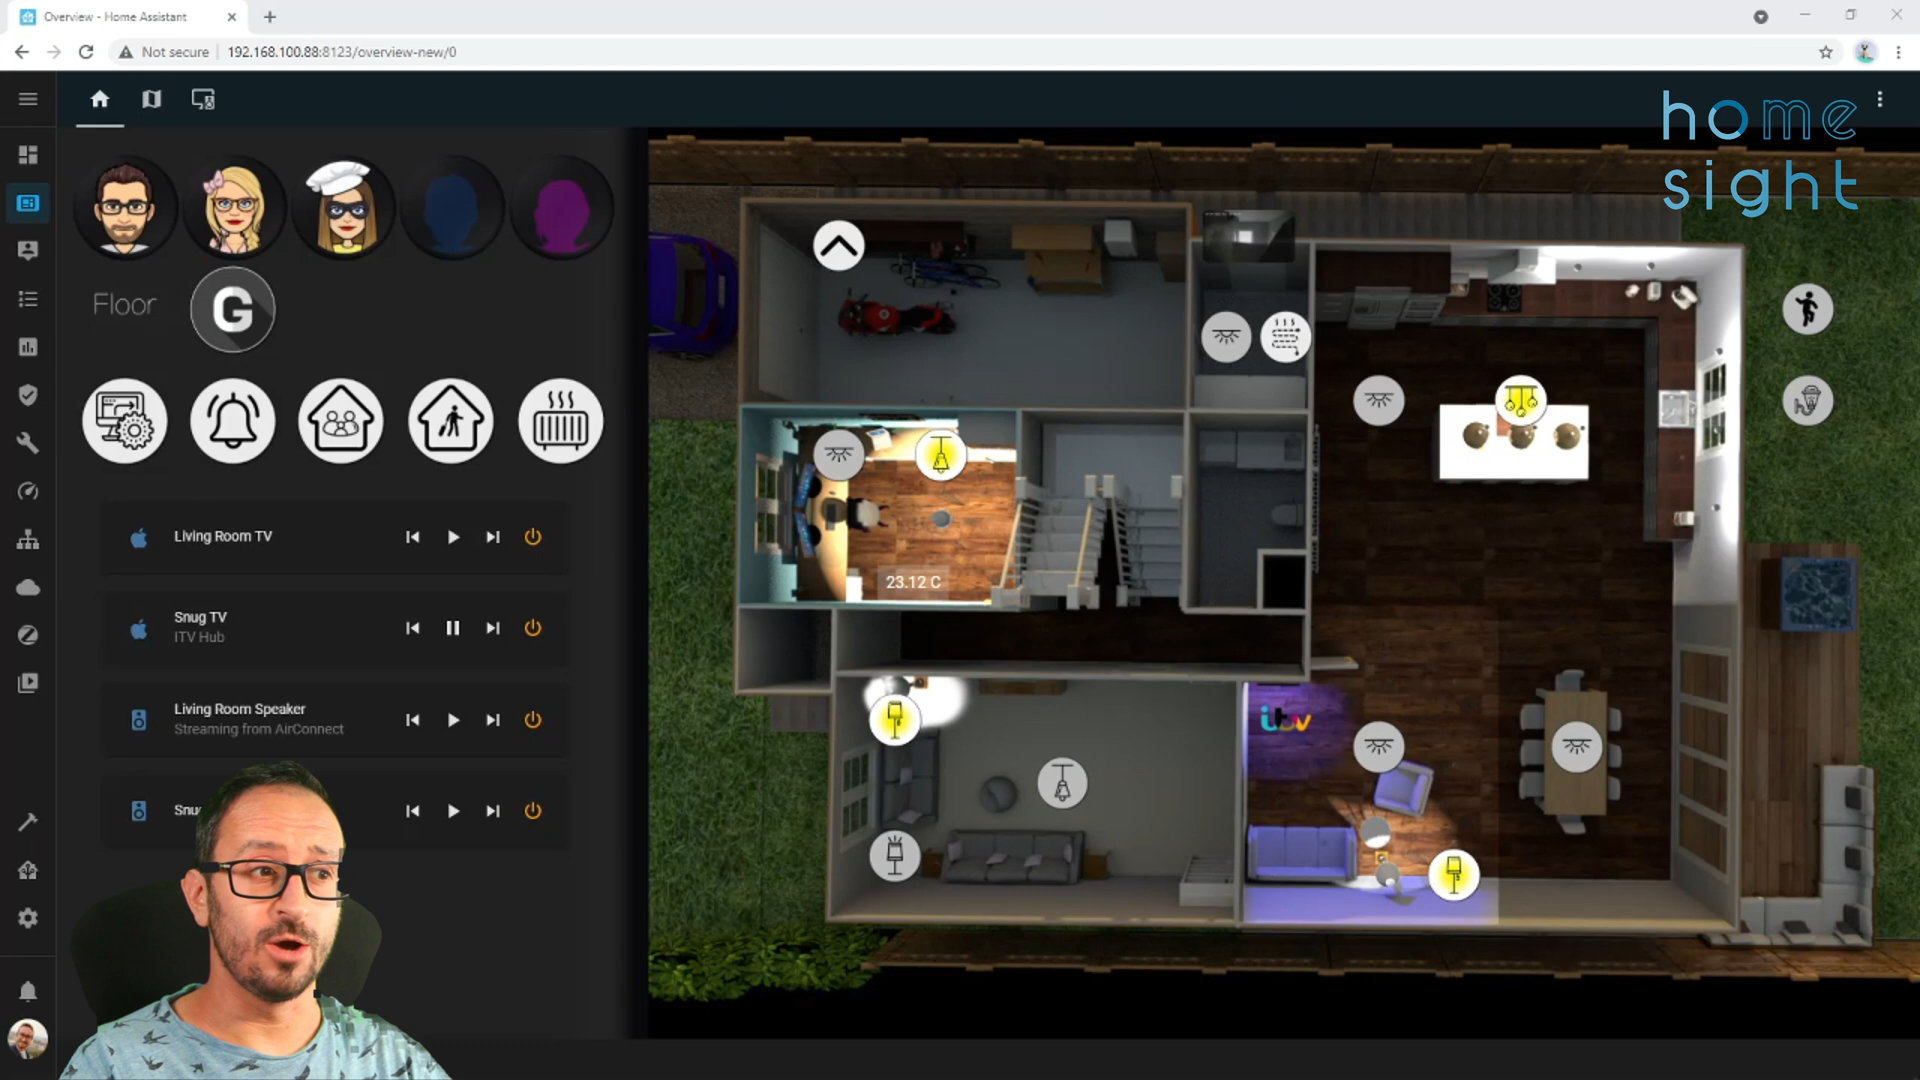 Overview - Home Assistant
Not secure
192.168.100.88:8123/overview-new/0
home
sight
Floor
G
23.12 C
Living Room TV
Snug TV
ITV Hub
itv
Living Room Speaker
Streaming from AirConnect